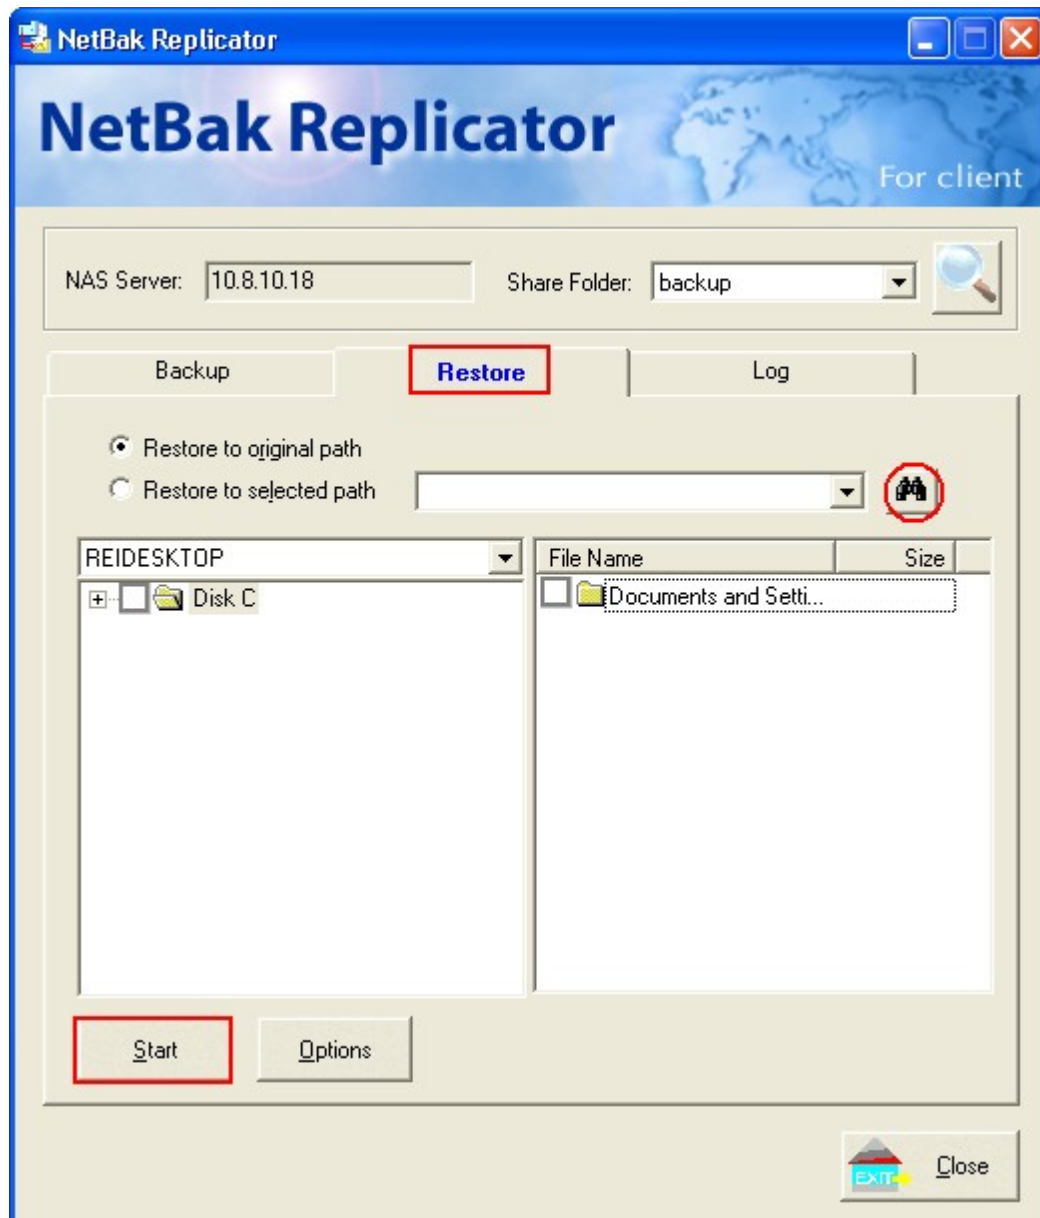 NetBak Replicator
NetBak Replicator
For client
NAS Server: 10.8.10.18 Share Folder: backup
Backup Restore Log
Restore to original path
Restore to selected path
REIDESKTOP File Name Size
Disk C Documents and Setti...
Start Options
EXIT Close